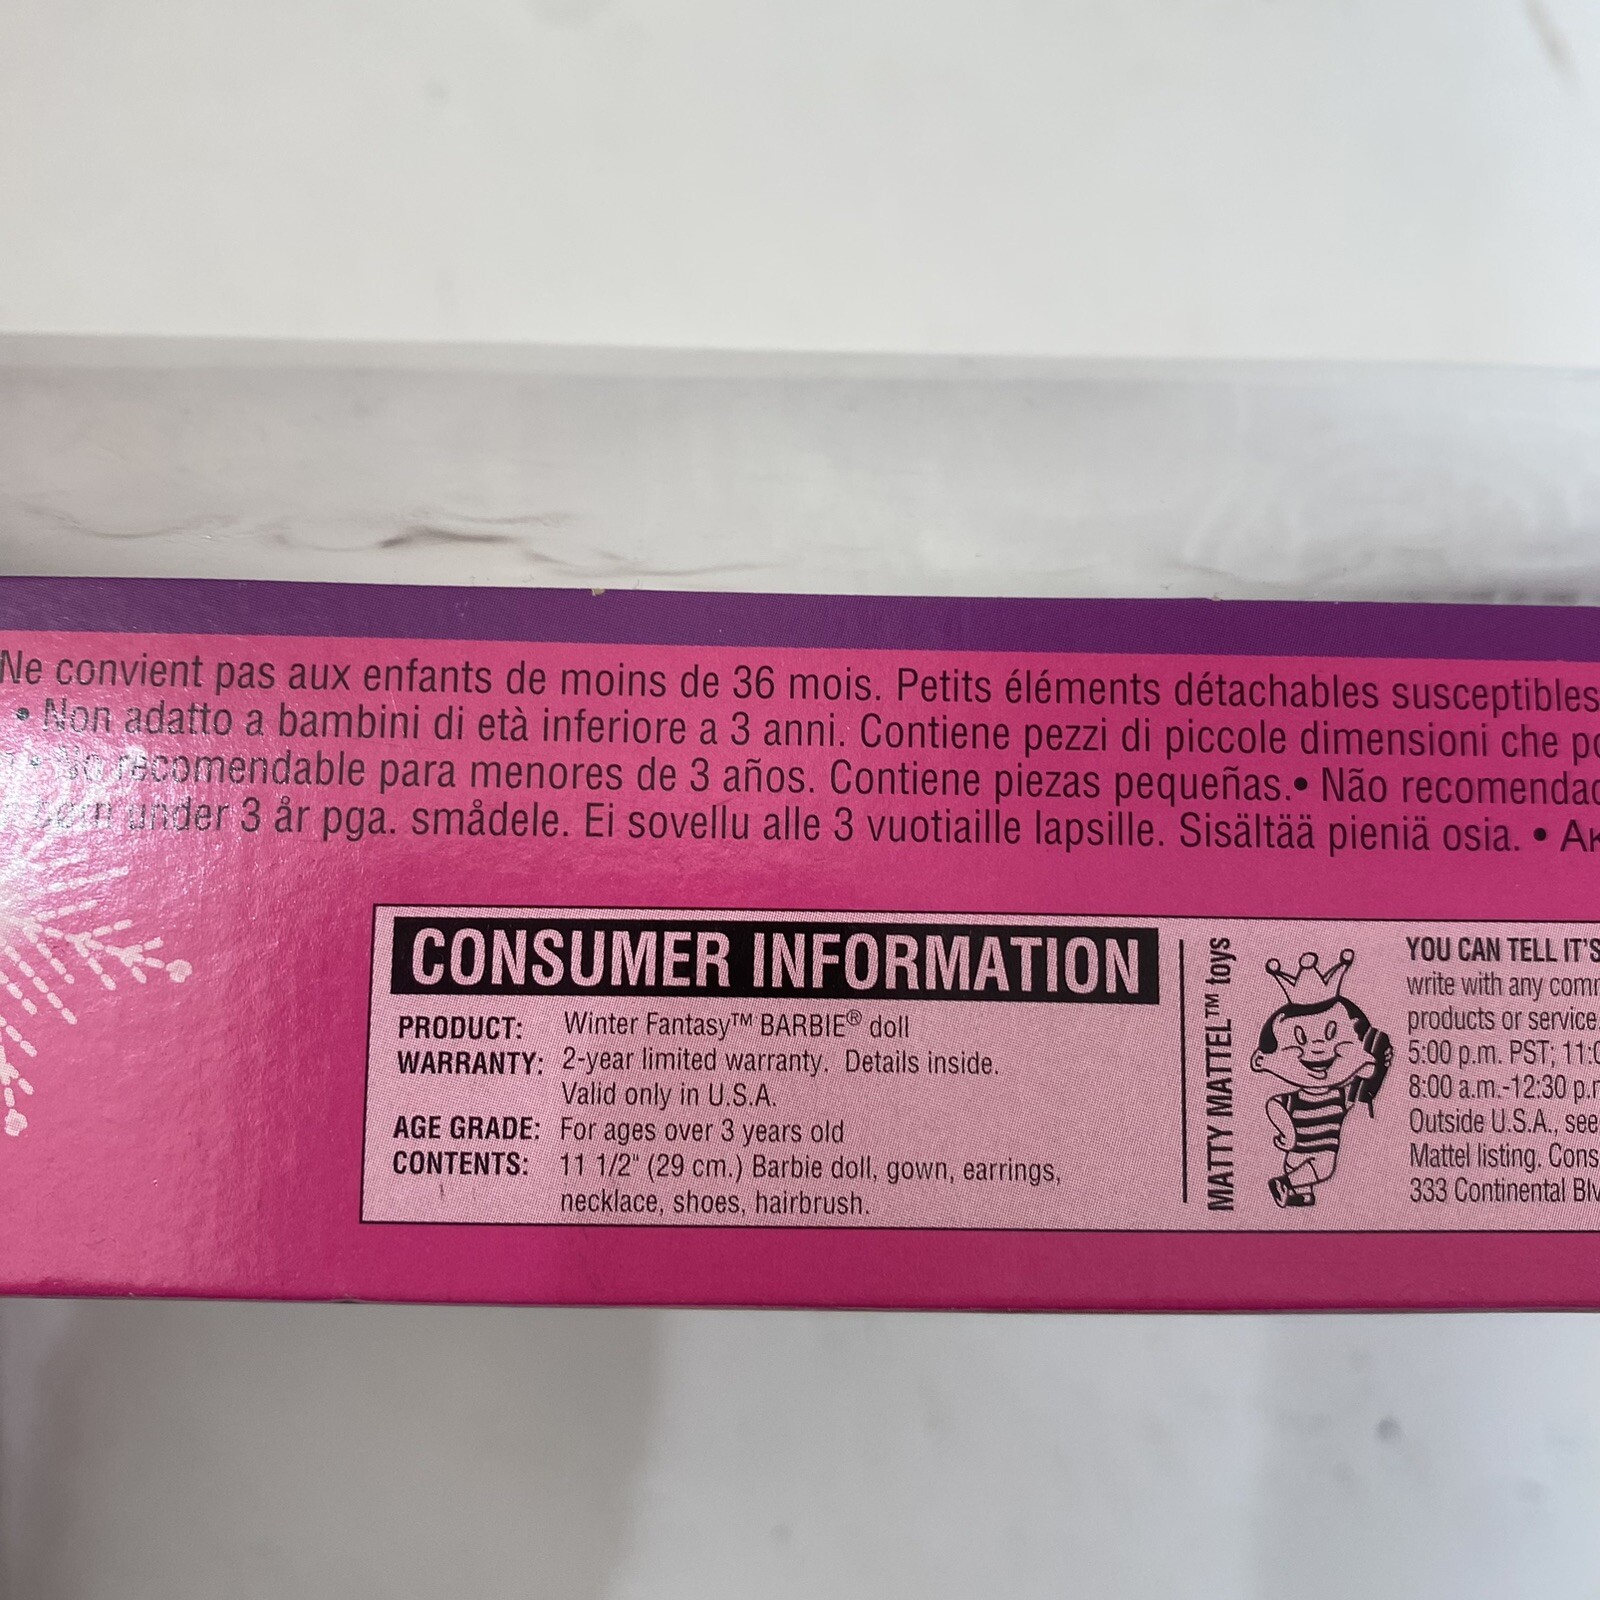 Ne convient pas aux enfants de moins de 36 mois. Petits éléments détachables susceptibles
• Non adatto a bambini di età inferiore a 3 anni. Contiene pezzi di piccole dimensioni che po
• No recomendable para menores de 3 años. Contiene piezas pequeñas.• Não recomendad
under 3 år pga. smådele. Ei sovellu alle 3 vuotiaille lapsille. Sisältää pieniä osia. • Ακ
CONSUMER INFORMATION
PRODUCT: Winter Fantasy™ BARBIE® doll
WARRANTY: 2-year limited warranty. Details inside.
Valid only in U.S.A.
AGE GRADE: For ages over 3 years old
CONTENTS: 11 1/2" (29 cm.) Barbie doll, gown, earrings,
necklace, shoes, hairbrush.
MATTY MATTEL™ toys
YOU CAN TELL IT'S
write with any comm
products or service.
5:00 p.m. PST; 11:0
8:00 a.m.-12:30 p.m
Outside U.S.A., see
Mattel listing. Cons
333 Continental Blv